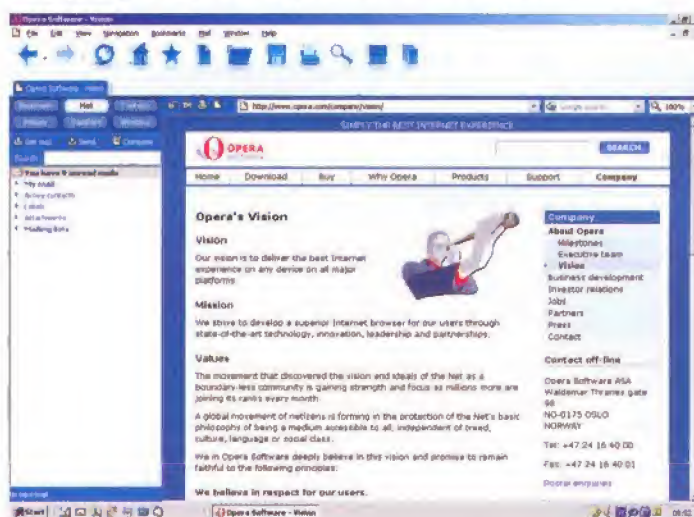 Opera Software - Vision
File Edit View Navigation Bookmarks Mail Window Help
Opera Software - Vision
Mail
http://www.opera.com/company/vision/
100%
SIMPLY THE BEST INTERNET EXPERIENCE
Send Compose
Search
You have 9 unread mails
My mail
Active contacts
Labels
Attachments
Mailing lists
OPERA
SEARCH
Home Download Buy Why Opera Products Support Company
Opera's Vision
Vision
Our vision is to deliver the best Internet
experience on any device on all major
platforms.
Mission
We strive to develop a superior Internet browser for our users through
state-of-the-art technology, innovation, leadership and partnerships.
Values
The movement that discovered the vision and ideals of the Net as a
boundary-less community is gaining strength and focus as millions more are
joining its ranks every month.
A global movement of netizens is forming in the protection of the Net's basic
philosophy of being a medium accessible to all, independent of creed,
culture, language or social class.
We in Opera Software deeply believe in this vision and promise to remain
faithful to the following principles:
We believe in respect for our users.
Company
About Opera
Milestones
Executive team
Vision
Business development
Investor relations
Jobs
Partners
Press
Contact
Contact off-line
Opera Software ASA
Waldemar Thranes gate
98
NO-0175 OSLO
NORWAY
Tel: +47 24 16 40 00
Fax: +47 24 16 40 01
Postal enquiries
Start
Opera Software - Vision